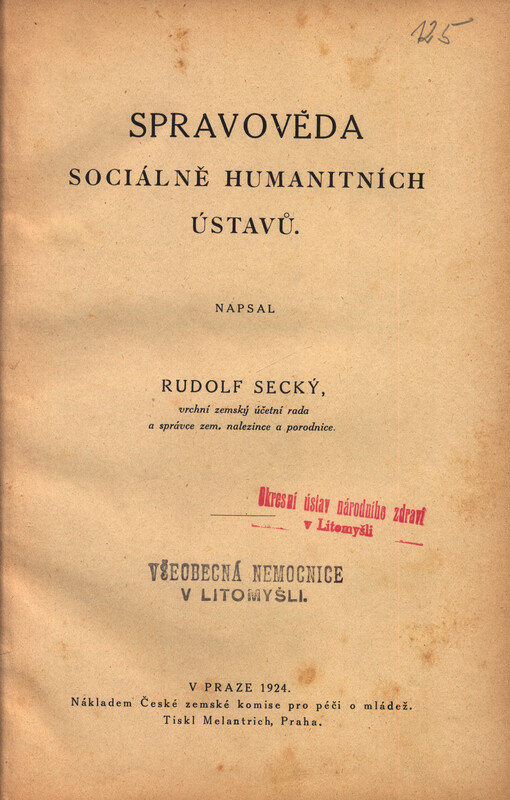 125
SPRAVOVĚDA
SOCIÁLNĚ HUMANITNÍCH
ÚSTAVŮ.
NAPSAL
RUDOLF SECKÝ,
vrchní zemský účetní rada
a správce zem. nalezince a porodnice.
Okresní ústav národního zdraví
v Litomyšli
VŠEOBECNÁ NEMOCNICE
V LITOMYŠLI.
V PRAZE 1924.
Nákladem České zemské komise pro péči o mládež.
Tiskl Melantrich, Praha.